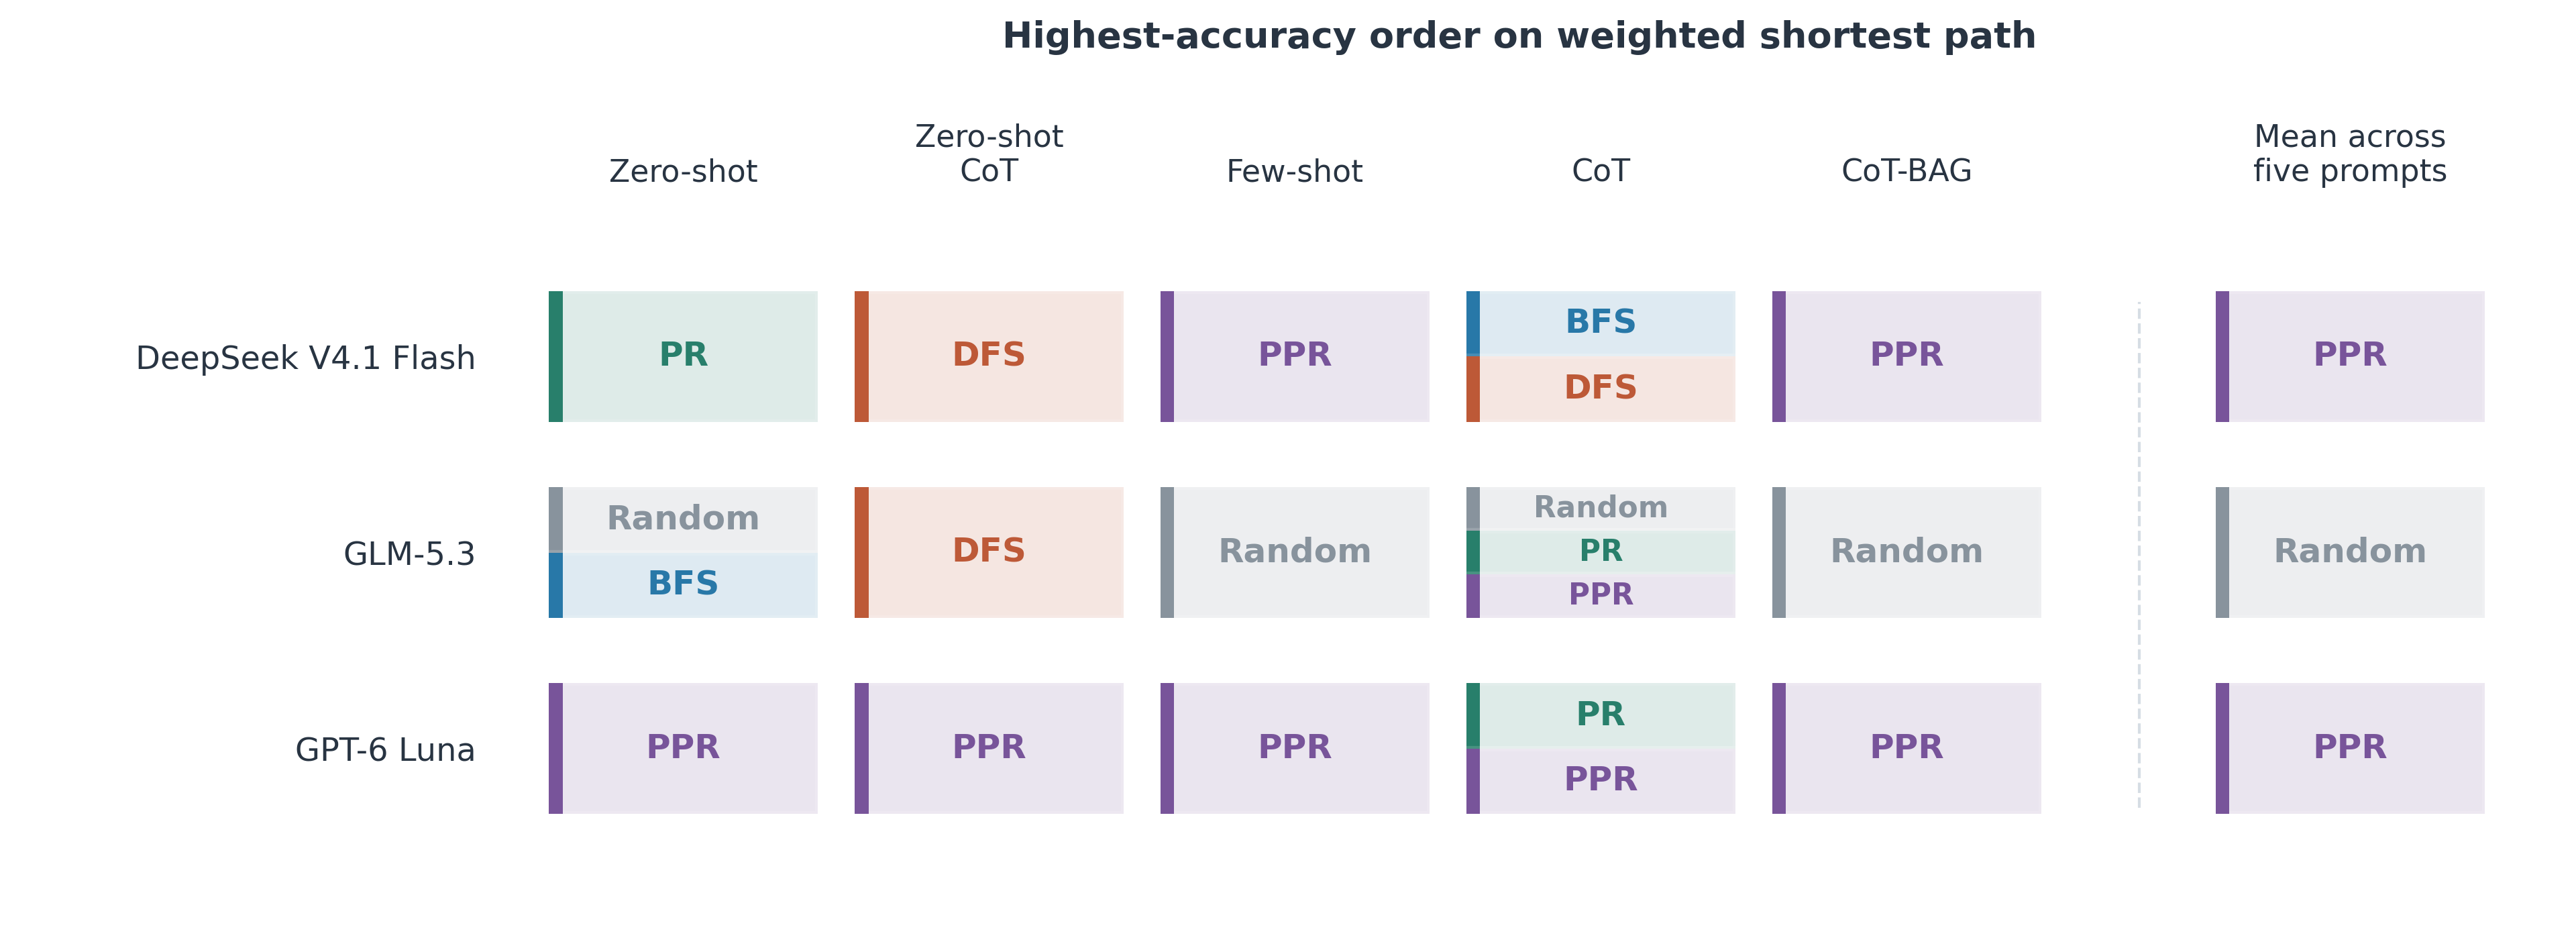 Highest-accuracy order on weighted shortest path
Zero-shot
Zero-shot
CoT
Few-shot
CoT
CoT-BAG
Mean across
five prompts
DeepSeek V4.1 Flash
PR
DFS
PPR
BFS
DFS
PPR
PPR
GLM-5.3
Random
BFS
DFS
Random
Random
PR
PPR
Random
Random
GPT-6 Luna
PPR
PPR
PPR
PR
PPR
PPR
PPR